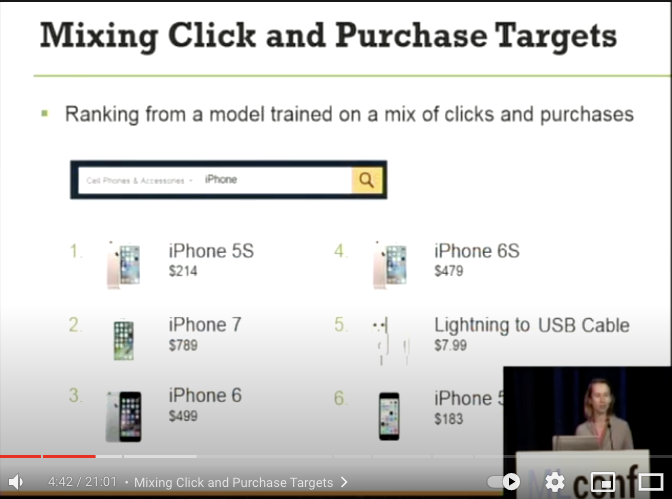 Mixing Click and Purchase Targets
▪ Ranking from a model trained on a mix of clicks and purchases
Cell Phones & Accessories iPhone
1. iPhone 5S
$214
2. iPhone 7
$789
3. iPhone 6
$499
4. iPhone 6S
$479
5. Lightning to USB Cable
$7.99
6. iPhone 5
$183
conf
4:42 / 21:01 • Mixing Click and Purchase Targets >